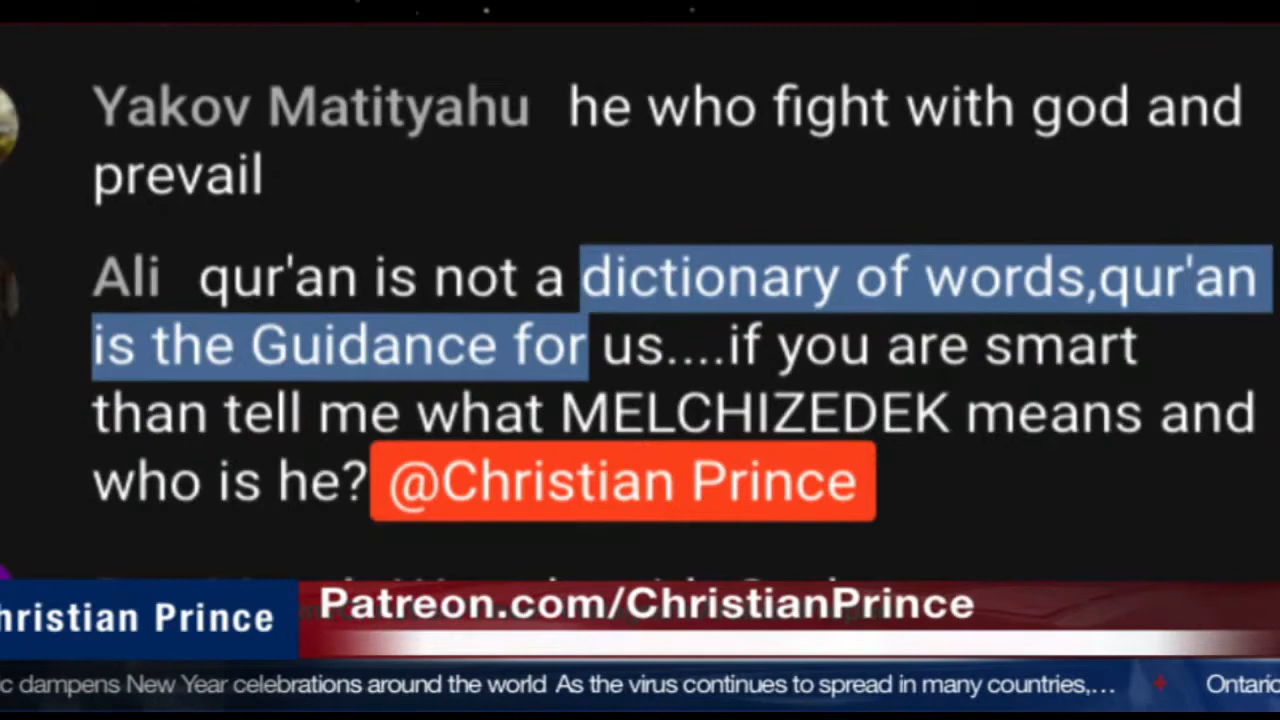 Yakov Matityahu he who fight with god and
prevail
Ali qur'an is not a dictionary of words,qur'an
is the Guidance for us....if you are smart
than tell me what MELCHIZEDEK means and
who is he? @Christian Prince
hristian Prince
Patreon.com/ChristianPrince
c dampens New Year celebrations around the world As the virus continues to spread in many countries,... Ontario